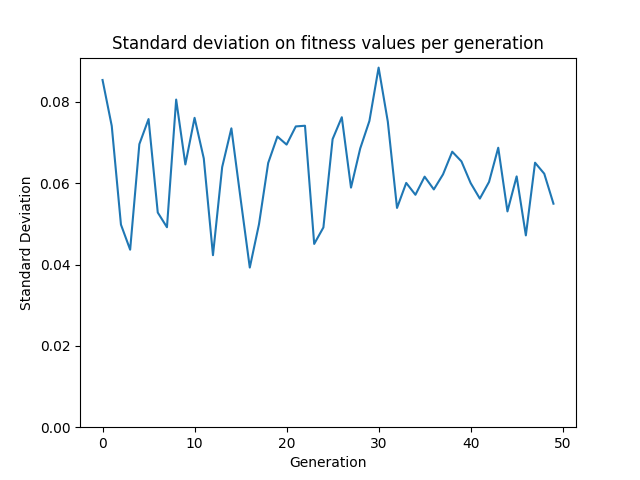 Standard deviation on fitness values per generation
0.08
0.06
0.04
0.02
0.00
Standard Deviation
0 10 20 30 40 50
Generation